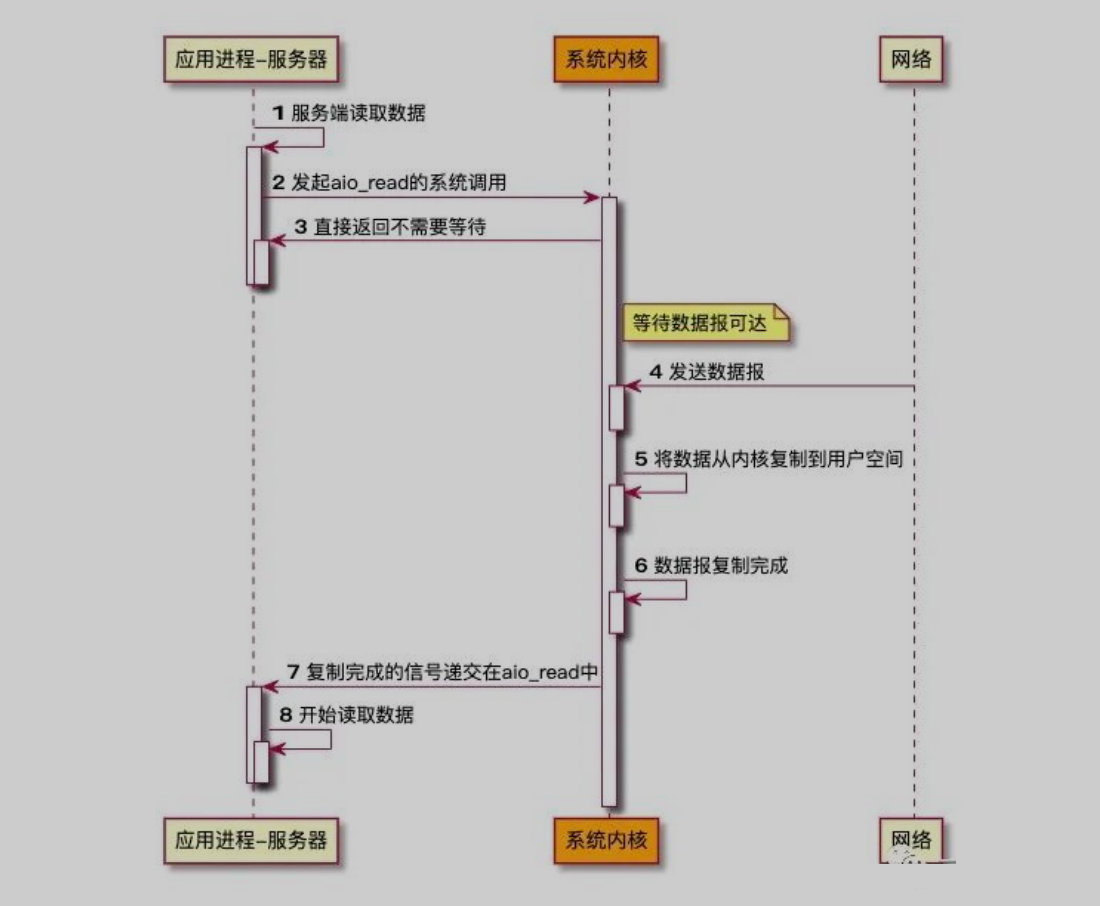 应用进程-服务器
系统内核
网络
1 服务端读取数据
2 发起aio_read的系统调用
3 直接返回不需要等待
等待数据报可达
4 发送数据报
5 将数据从内核复制到用户空间
6 数据报复制完成
7 复制完成的信号递交在aio_read中
8 开始读取数据
应用进程-服务器
系统内核
网络